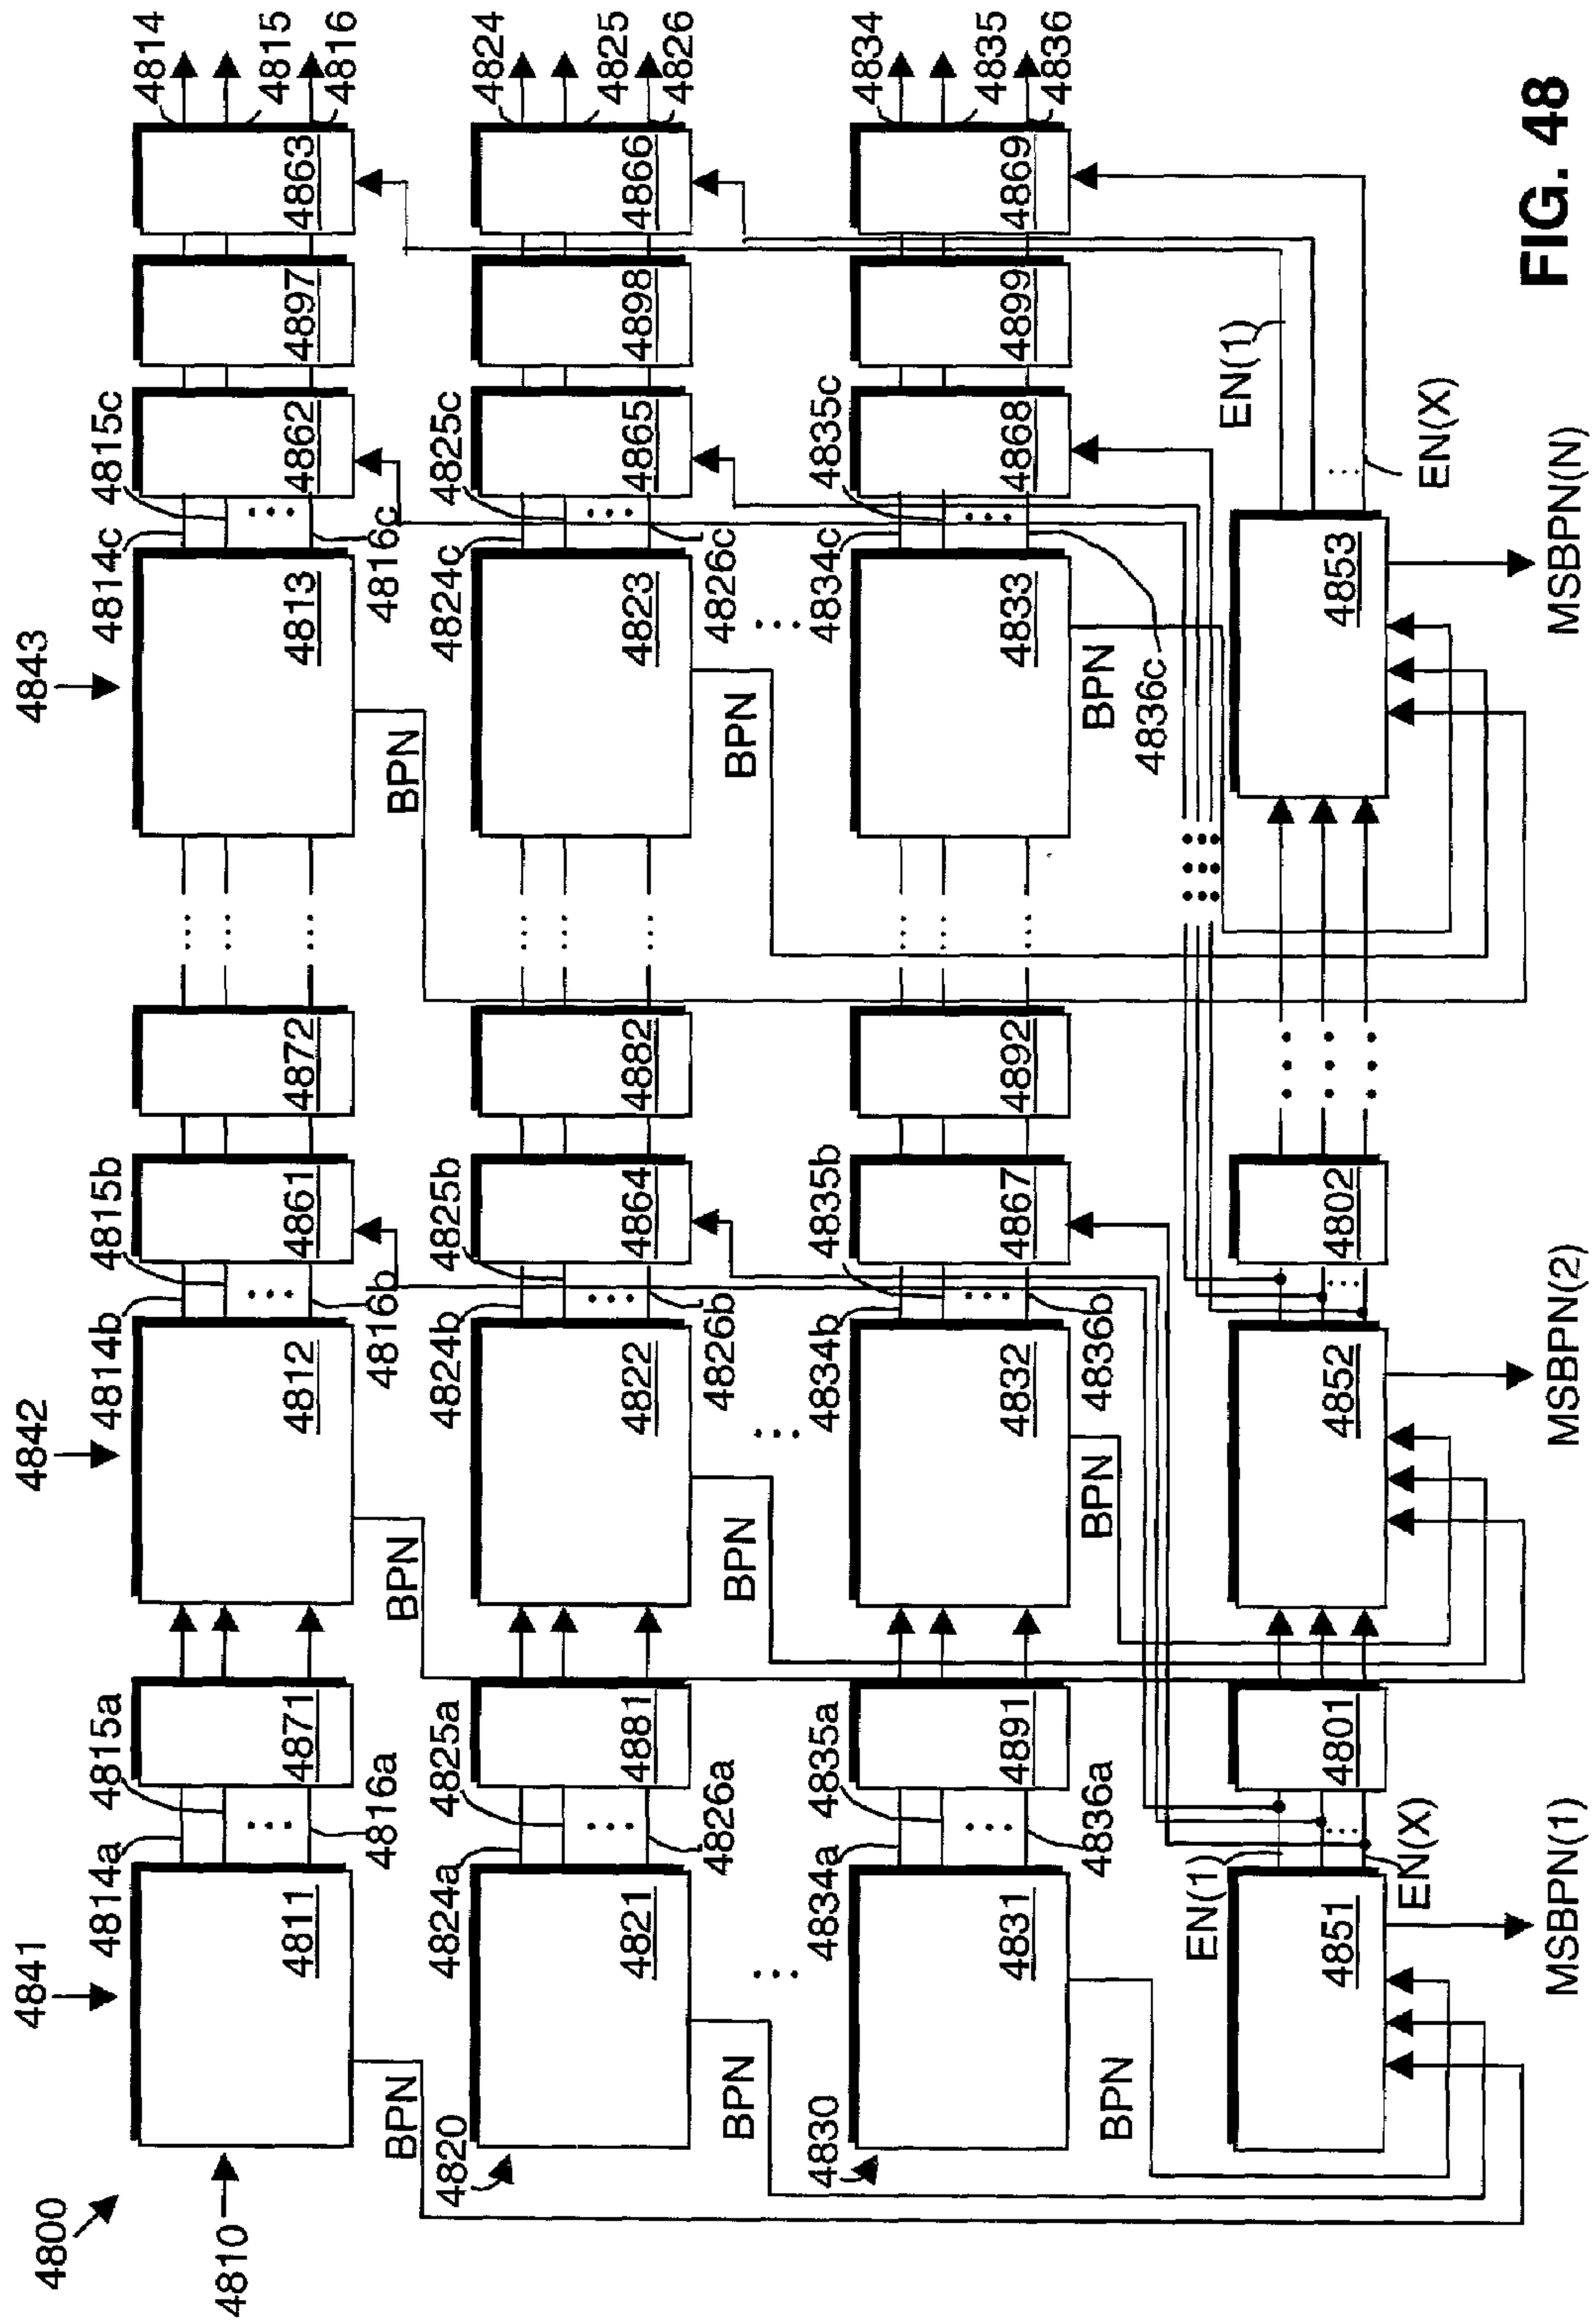 4800
4841
4842
4843
4810
4811
4814a
4815a
4816a
4871
4812
4814b
4815b
4816b
4861
4872
4813
4814c
4815c
4816c
4862
4897
4863
4814
4815
4816
BPN
BPN
BPN
4820
4821
4824a
4825a
4826a
4881
4822
4824b
4825b
4826b
4864
4882
4823
4824c
4825c
4826c
4865
4898
4866
4824
4825
4826
BPN
BPN
BPN
4830
4831
4834a
4835a
4836a
4891
4832
4834b
4835b
4836b
4867
4892
4833
4834c
4835c
4836c
4868
4899
4869
4834
4835
4836
BPN
BPN
BPN
EN(1)
EN(X)
4851
4801
4852
4802
4853
EN(1)
EN(X)
MSBPN(1)
MSBPN(2)
MSBPN(N)
FIG. 48